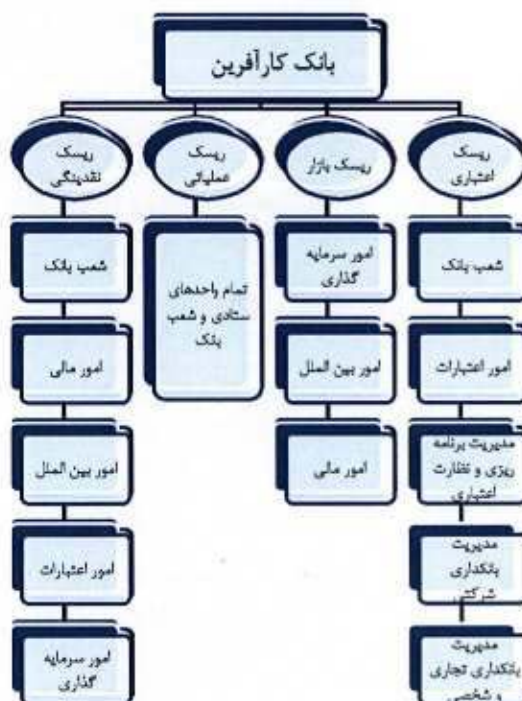 بانک کارآفرین
ریسک
اعتباری
شعب بانک
امور اعتبارات
مدیریت برنامه
ریزی و نظارت
اعتباری
مدیریت
بانکداری
شرکتی
مدیریت
بانکداری تجاری
و شخصی
ریسک بازار
امور سرمایه
گذاری
امور بین الملل
امور مالی
ریسک
عملیاتی
تمام واحدهای
ستادی و شعب
بانک
ریسک
نقدینگی
شعب بانک
امور مالی
امور بین الملل
امور اعتبارات
امور سرمایه
گذاری